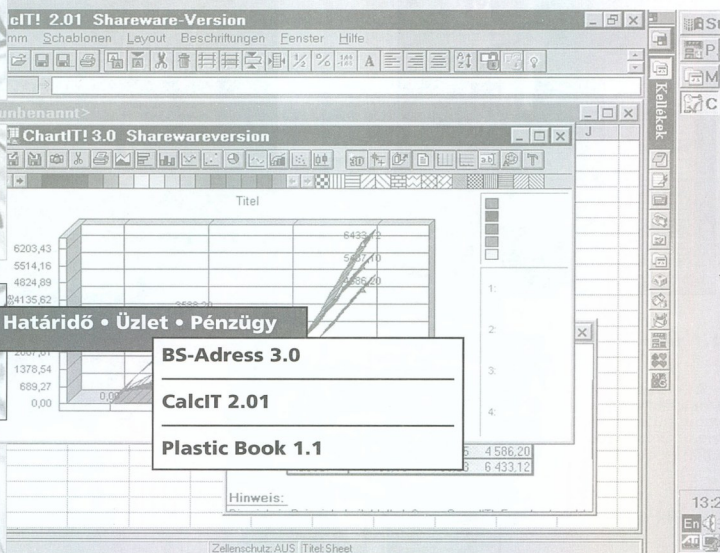 cIT! 2.01 Shareware-Version
mm Schablonen Layout Beschriftungen Fenster Hilfe
unbenannt>
ChartIT! 3.0 Sharewareversion
J
Kellékek
Titel
6433,12
6203,43
5514,16
4824,89
4135,62
1378,54
689,27
0,00
0,00
1:
2:
3:
4:
Határidő • Üzlet • Pénzügy
BS-Adress 3.0
CalcIT 2.01
Plastic Book 1.1
4 586,20
6 433,12
Hinweis:
Zellenschutz: AUS Titel: Sheet
13:2
En